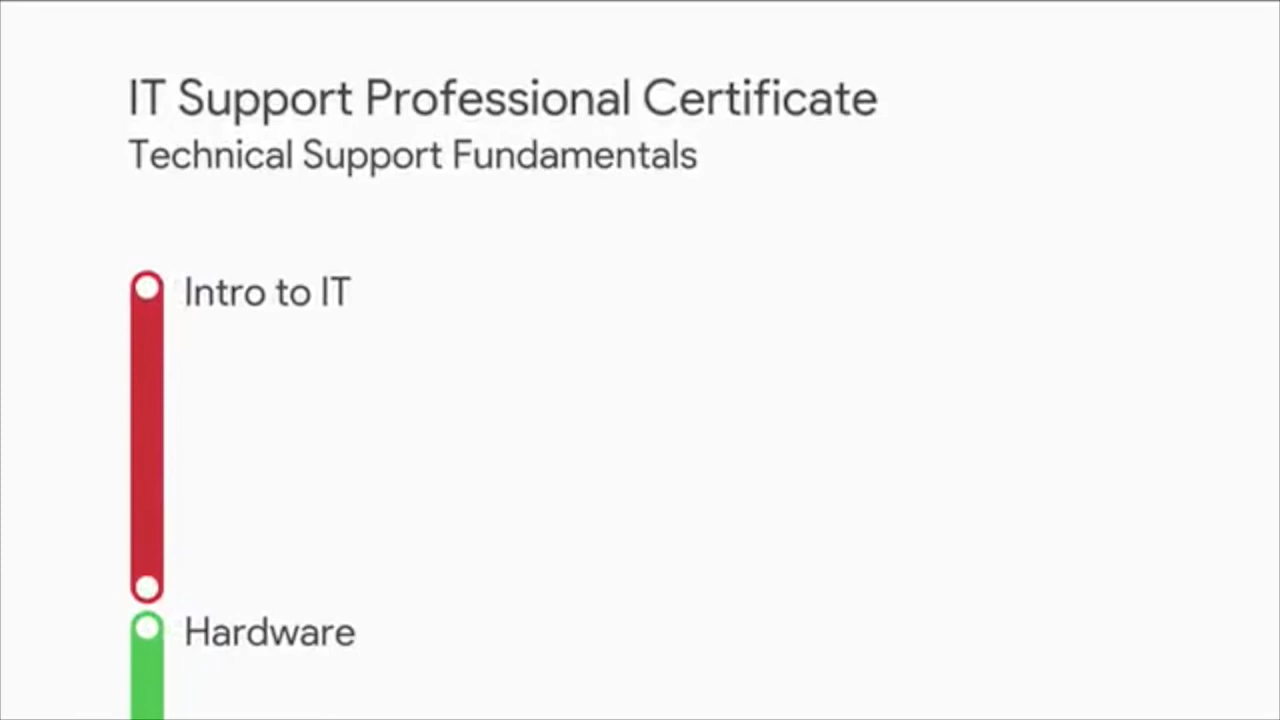 IT Support Professional Certificate
Technical Support Fundamentals
Intro to IT
Hardware